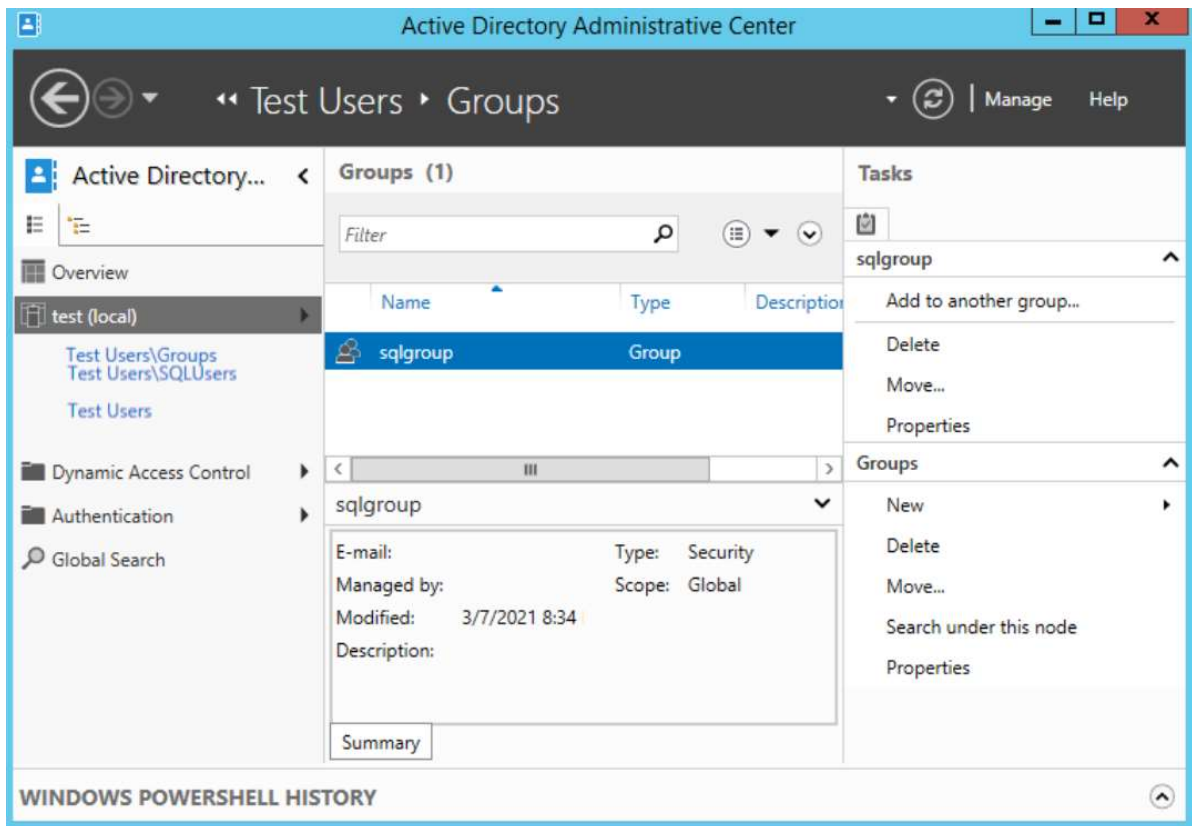 Active Directory Administrative Center
Test Users ▸ Groups
Manage Help
Active Directory...
Overview
test (local)
Test Users\Groups
Test Users\SQLUsers
Test Users
Dynamic Access Control
Authentication
Global Search
Groups (1)
Filter
Name Type Description
sqlgroup Group
sqlgroup
E-mail: Type: Security
Managed by: Scope: Global
Modified: 3/7/2021 8:34
Description:
Summary
Tasks
sqlgroup
Add to another group...
Delete
Move...
Properties
Groups
New
Delete
Move...
Search under this node
Properties
WINDOWS POWERSHELL HISTORY